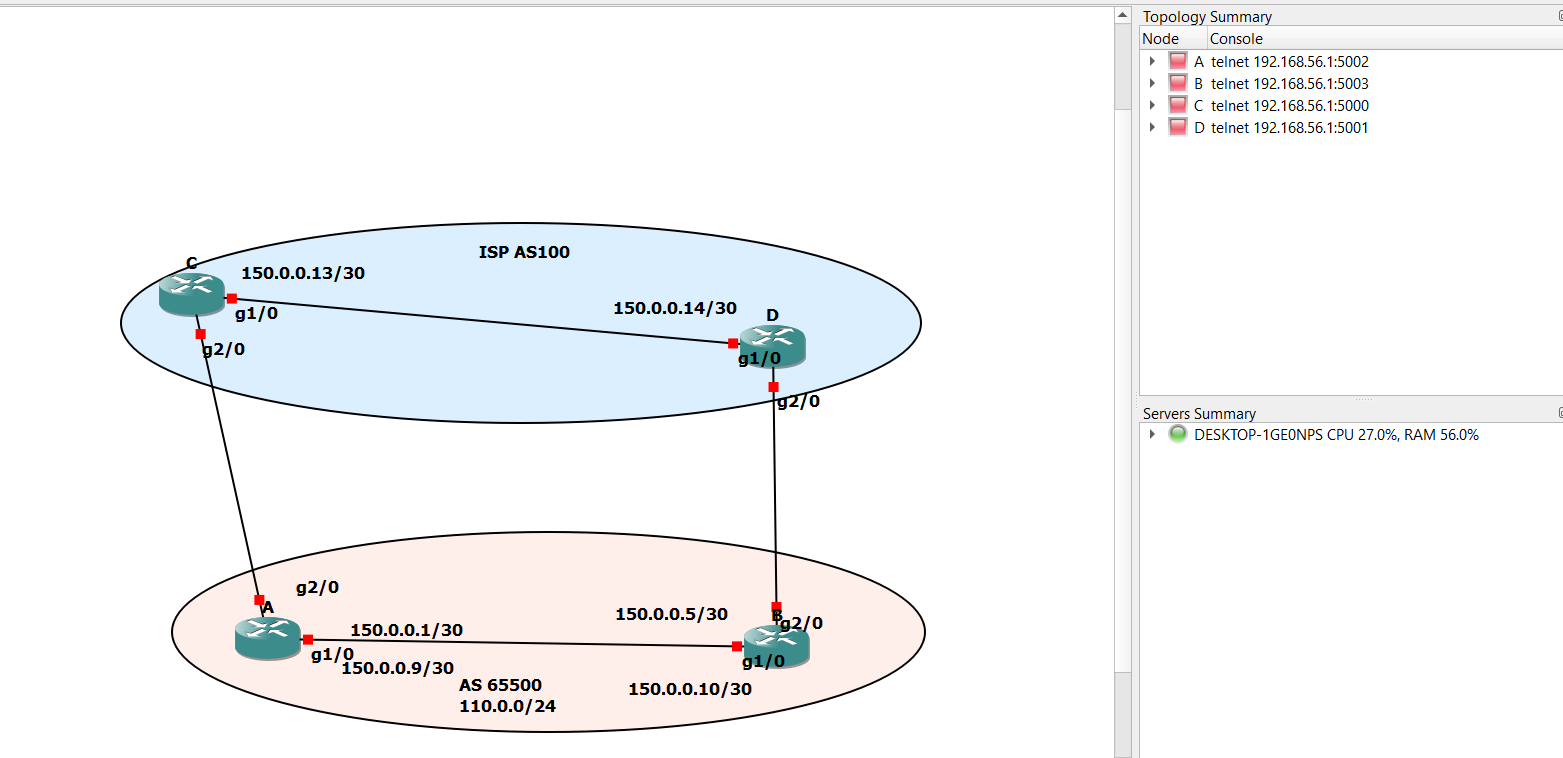 Topology Summary
Node Console
A telnet 192.168.56.1:5002
B telnet 192.168.56.1:5003
C telnet 192.168.56.1:5000
D telnet 192.168.56.1:5001
Servers Summary
DESKTOP-1GE0NPS CPU 27.0%, RAM 56.0%
ISP AS100
C
150.0.0.13/30
g1/0
g2/0
150.0.0.14/30
D
g1/0
g2/0
g2/0
A
150.0.0.1/30
g1/0
150.0.0.9/30
AS 65500
110.0.0/24
150.0.0.5/30
B
g2/0
g1/0
150.0.0.10/30